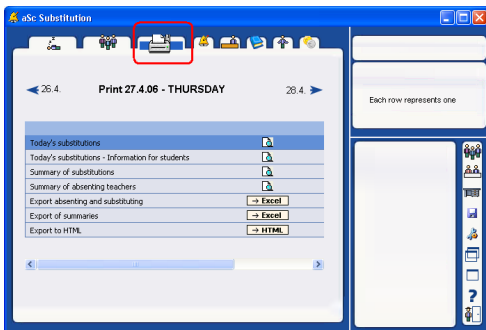 aSc Substitution
26.4.
Print 27.4.06 - THURSDAY
28.4.
Each row represents one
Today's substitutions
Today's substitutions - Information for students
Summary of substitutions
Summary of absenting teachers
Export absenting and substituting → Excel
Export of summaries → Excel
Export to HTML → HTML